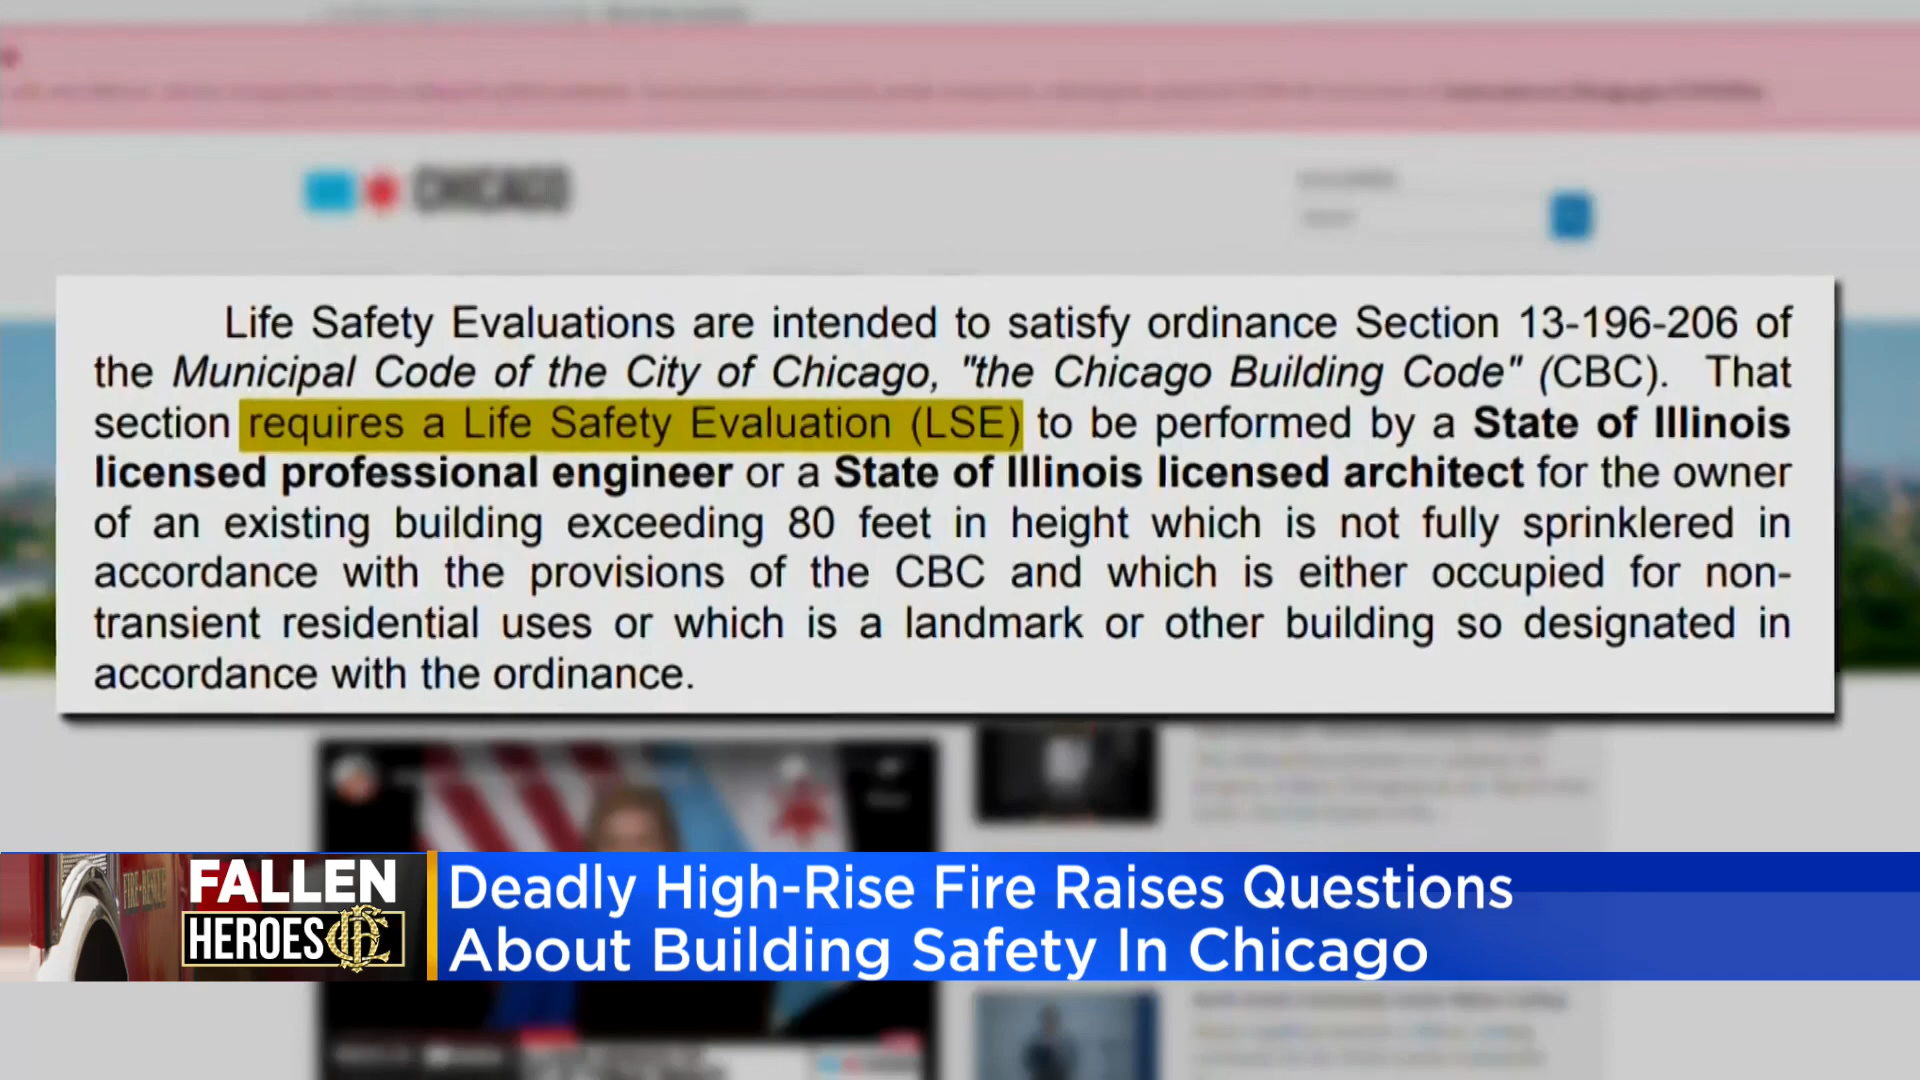 CHICAGO
Life Safety Evaluations are intended to satisfy ordinance Section 13-196-206 of
the Municipal Code of the City of Chicago, "the Chicago Building Code" (CBC). That
section requires a Life Safety Evaluation (LSE) to be performed by a State of Illinois
licensed professional engineer or a State of Illinois licensed architect for the owner
of an existing building exceeding 80 feet in height which is not fully sprinklered in
accordance with the provisions of the CBC and which is either occupied for non-
transient residential uses or which is a landmark or other building so designated in
accordance with the ordinance.
FALLEN
HEROES
Deadly High-Rise Fire Raises Questions
About Building Safety In Chicago